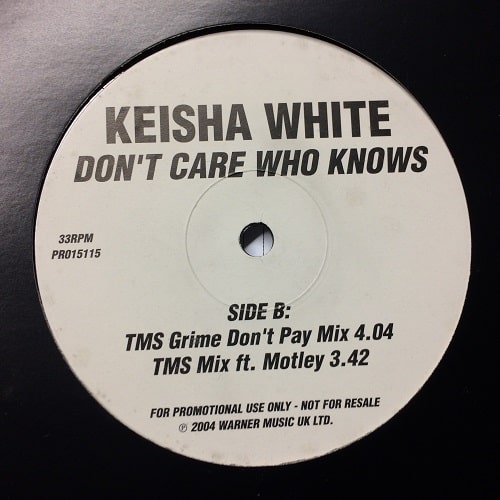 KEISHA WHITE
DON'T CARE WHO KNOWS
33RPM
PR015115
SIDE B:
TMS Grime Don't Pay Mix 4.04
TMS Mix ft. Motley 3.42
FOR PROMOTIONAL USE ONLY - NOT FOR RESALE
℗ 2004 WARNER MUSIC UK LTD.